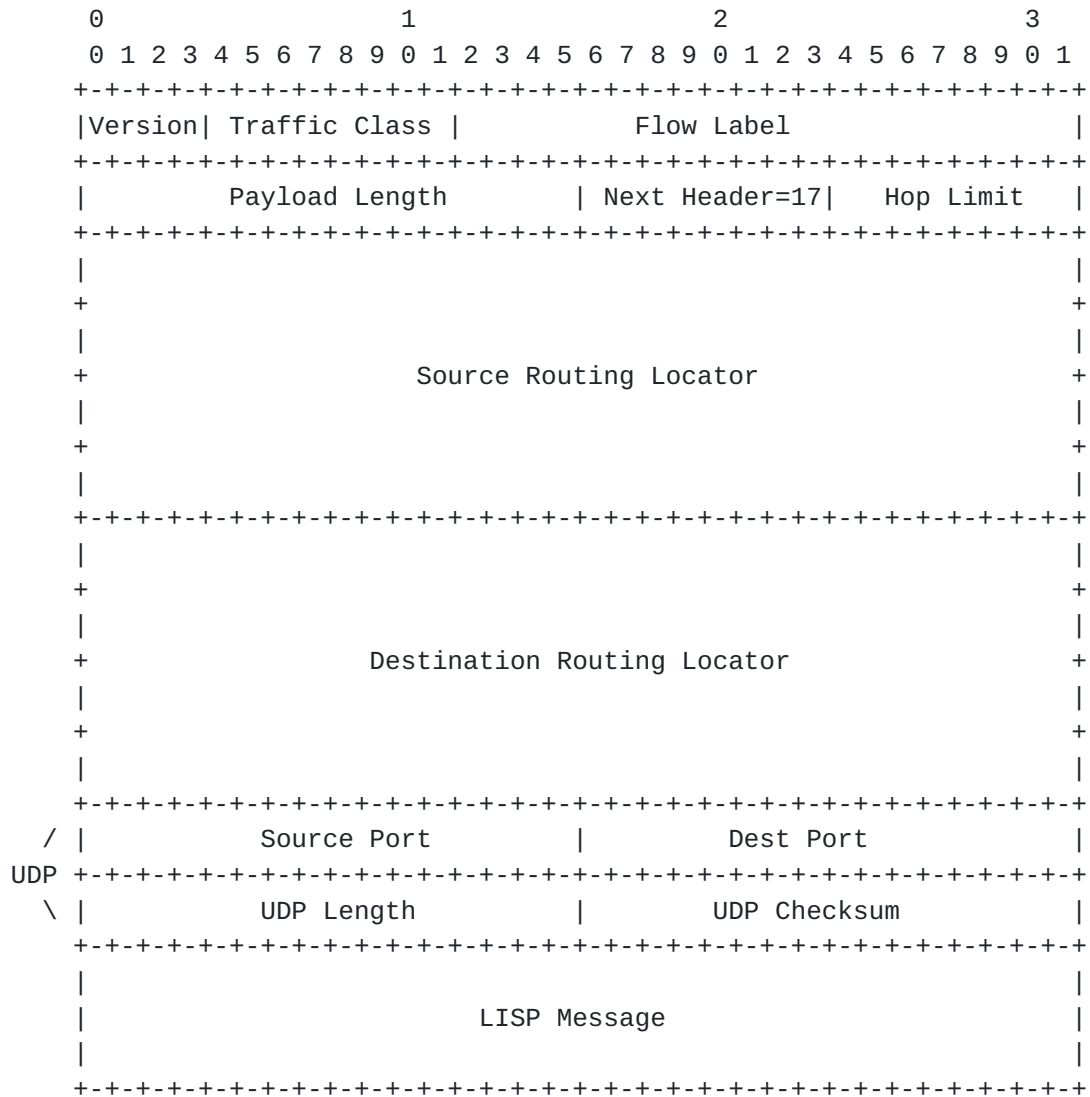 0                   1                   2                   3
 0 1 2 3 4 5 6 7 8 9 0 1 2 3 4 5 6 7 8 9 0 1 2 3 4 5 6 7 8 9 0 1
+-+-+-+-+-+-+-+-+-+-+-+-+-+-+-+-+-+-+-+-+-+-+-+-+-+-+-+-+-+-+-+-+
|Version| Traffic Class |           Flow Label                  |
+-+-+-+-+-+-+-+-+-+-+-+-+-+-+-+-+-+-+-+-+-+-+-+-+-+-+-+-+-+-+-+-+
|         Payload Length        | Next Header=17|   Hop Limit   |
+-+-+-+-+-+-+-+-+-+-+-+-+-+-+-+-+-+-+-+-+-+-+-+-+-+-+-+-+-+-+-+-+
|                                                               |
+                                                               +
|                                                               |
+                     Source Routing Locator                    +
|                                                               |
+                                                               +
|                                                               |
+-+-+-+-+-+-+-+-+-+-+-+-+-+-+-+-+-+-+-+-+-+-+-+-+-+-+-+-+-+-+-+-+
|                                                               |
+                                                               +
|                                                               |
+                  Destination Routing Locator                  +
|                                                               |
+                                                               +
|                                                               |
+-+-+-+-+-+-+-+-+-+-+-+-+-+-+-+-+-+-+-+-+-+-+-+-+-+-+-+-+-+-+-+-+
/ |           Source Port         |         Dest Port             |
UDP +-+-+-+-+-+-+-+-+-+-+-+-+-+-+-+-+-+-+-+-+-+-+-+-+-+-+-+-+-+-+-+-+
\ |           UDP Length          |        UDP Checksum           |
+-+-+-+-+-+-+-+-+-+-+-+-+-+-+-+-+-+-+-+-+-+-+-+-+-+-+-+-+-+-+-+-+
|                                                               |
|                         LISP Message                          |
|                                                               |
+-+-+-+-+-+-+-+-+-+-+-+-+-+-+-+-+-+-+-+-+-+-+-+-+-+-+-+-+-+-+-+-+